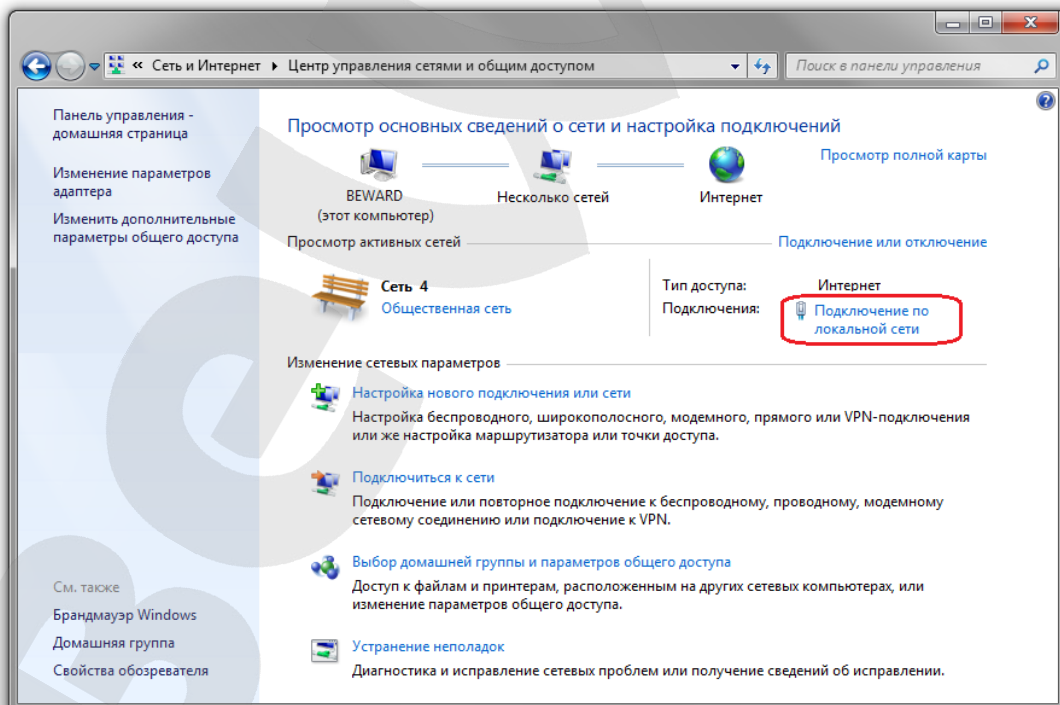 « Сеть и Интернет ▸ Центр управления сетями и общим доступом
Поиск в панели управления
Панель управления -
домашняя страница
Изменение параметров
адаптера
Изменить дополнительные
параметры общего доступа
Просмотр основных сведений о сети и настройка подключений
Просмотр полной карты
BEWARD
(этот компьютер)
Несколько сетей
Интернет
Просмотр активных сетей
Подключение или отключение
Сеть 4
Общественная сеть
Тип доступа: Интернет
Подключения: Подключение по
локальной сети
Изменение сетевых параметров
Настройка нового подключения или сети
Настройка беспроводного, широкополосного, модемного, прямого или VPN-подключения
или же настройка маршрутизатора или точки доступа.
Подключиться к сети
Подключение или повторное подключение к беспроводному, проводному, модемному
сетевому соединению или подключение к VPN.
Выбор домашней группы и параметров общего доступа
Доступ к файлам и принтерам, расположенным на других сетевых компьютерах, или
изменение параметров общего доступа.
Устранение неполадок
Диагностика и исправление сетевых проблем или получение сведений об исправлении.
См. также
Брандмауэр Windows
Домашняя группа
Свойства обозревателя